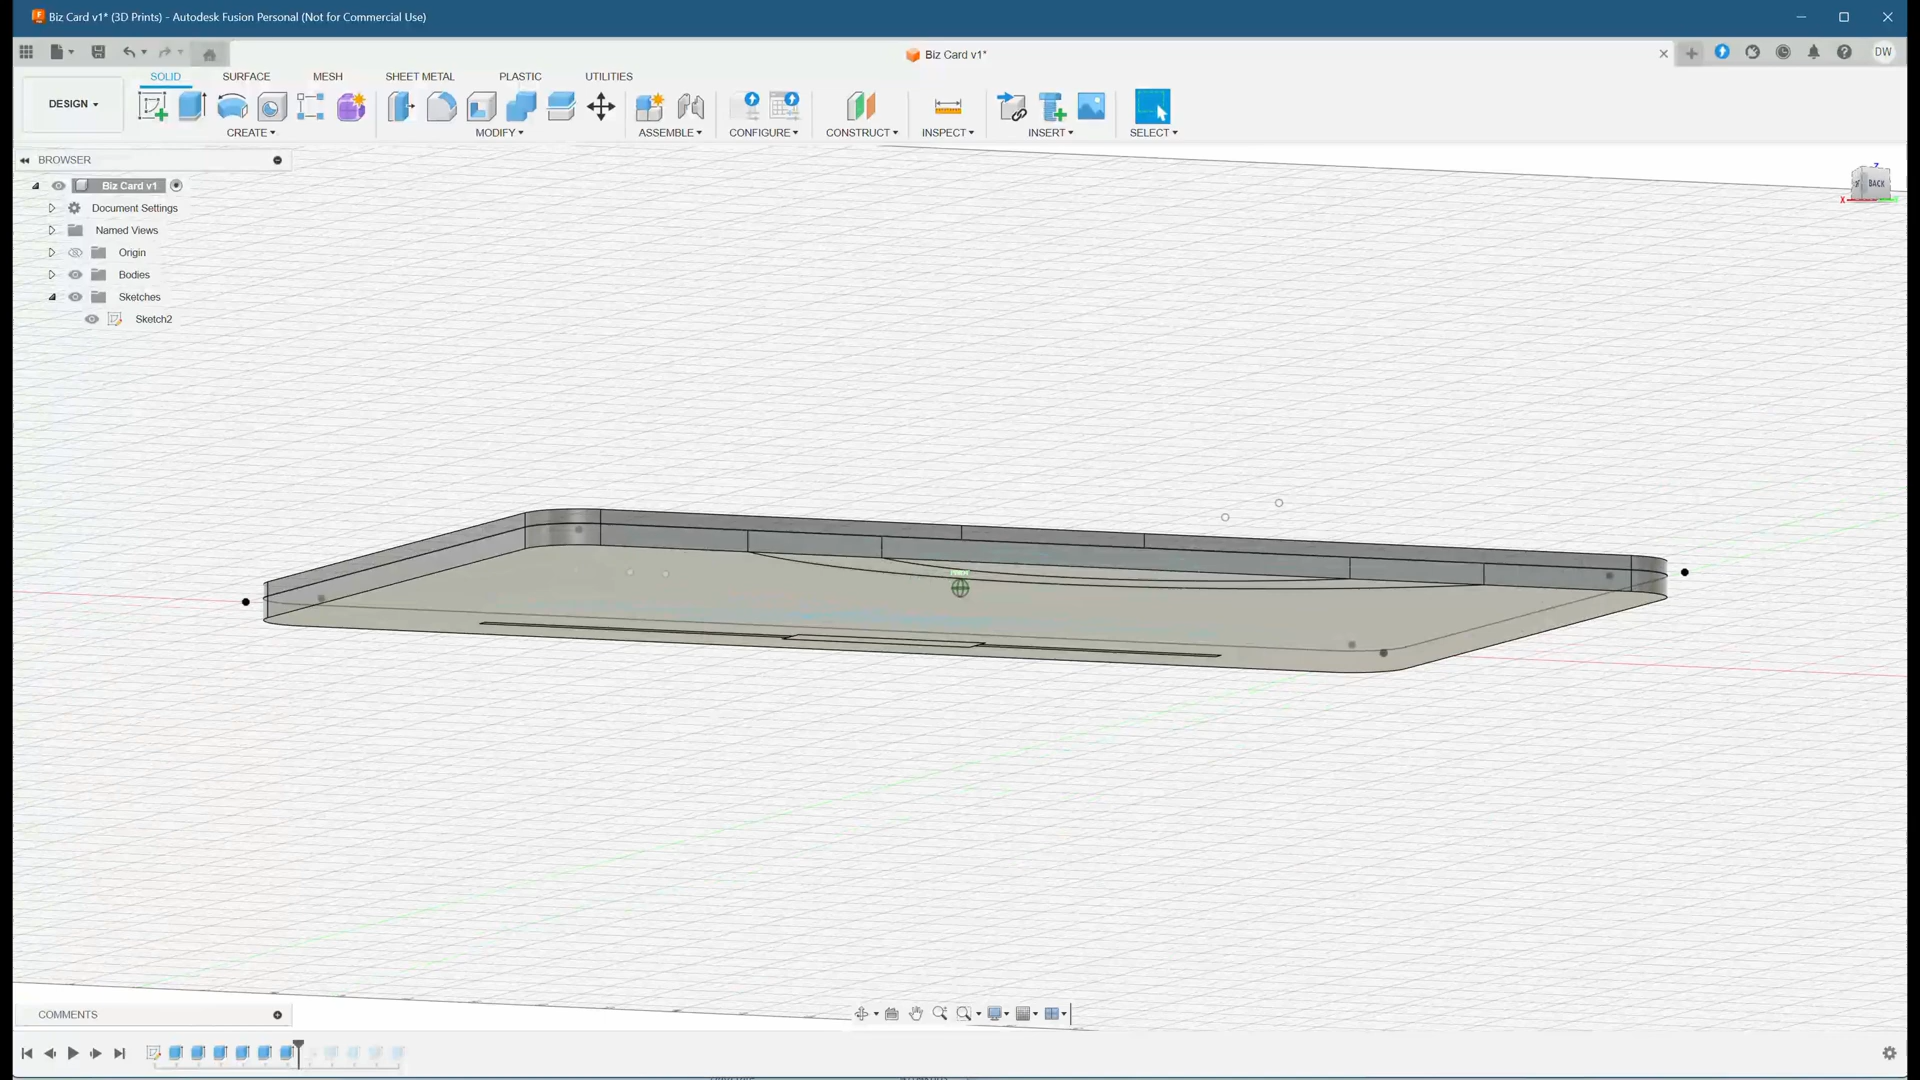 Biz Card v1* (3D Prints) - Autodesk Fusion Personal (Not for Commercial Use)
Biz Card v1*
DW
SOLID
SURFACE
MESH
SHEET METAL
PLASTIC
UTILITIES
DESIGN
CREATE
MODIFY
ASSEMBLE
CONFIGURE
CONSTRUCT
INSPECT
INSERT
SELECT
BROWSER
Biz Card v1
Document Settings
Named Views
Origin
Bodies
Sketches
Sketch2
Z
BACK
X
COMMENTS